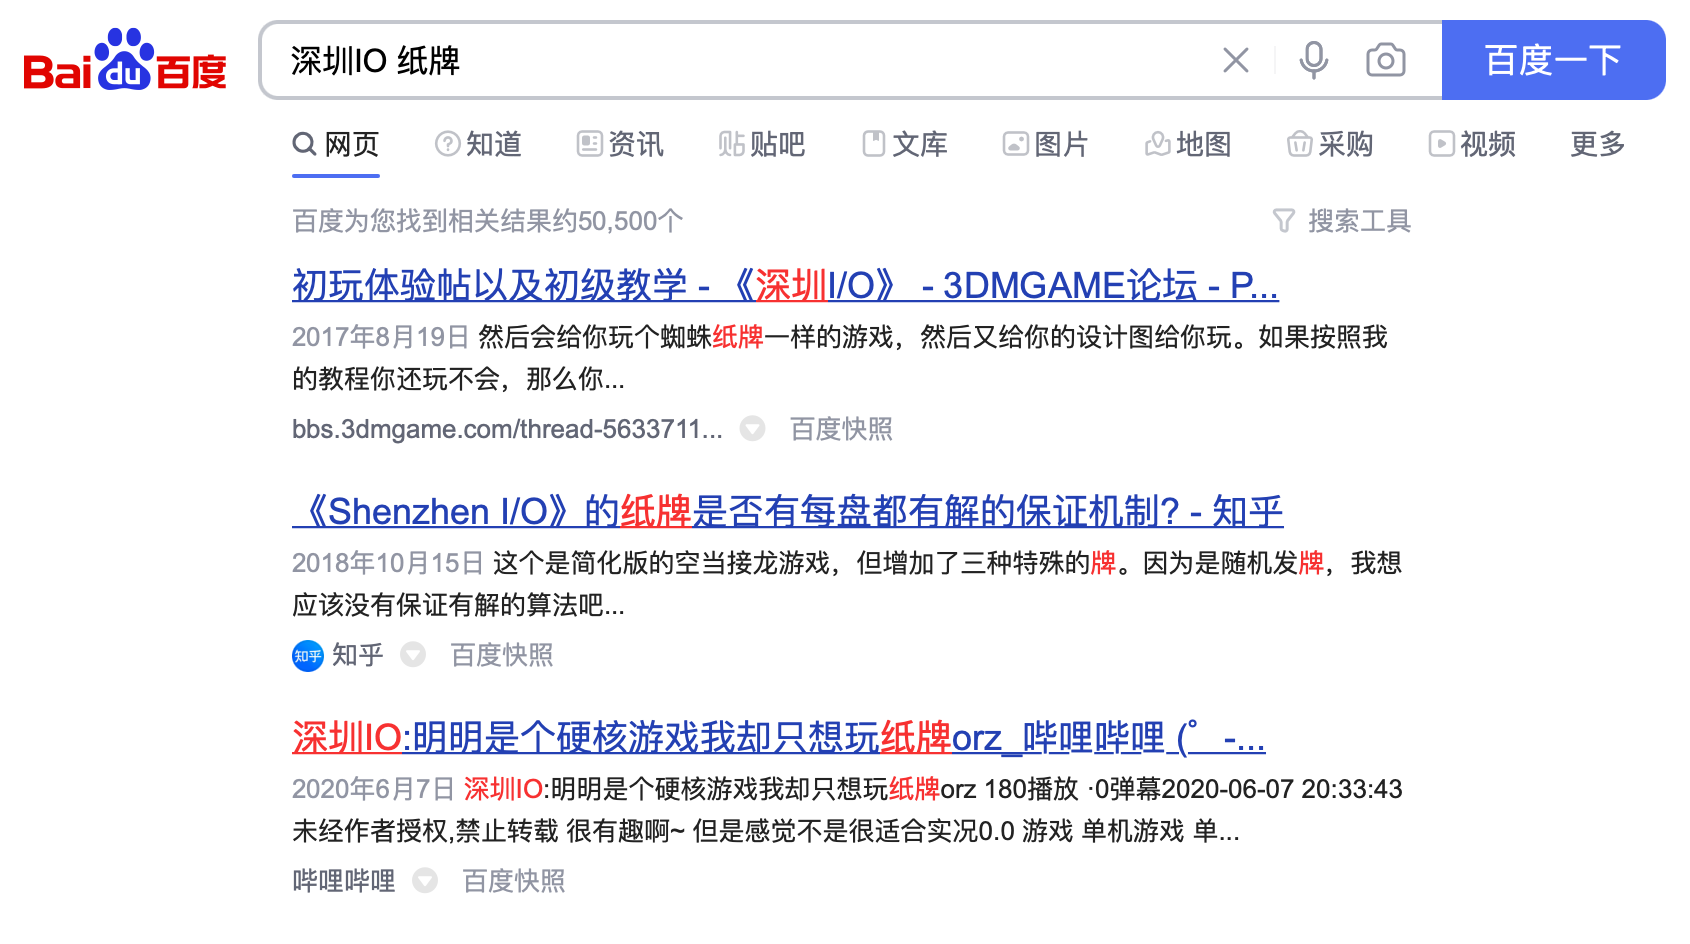 Bai du 百度 深圳IO 纸牌 百度一下
网页 知道 资讯 贴 贴吧 文库 图片 地图 采购 视频 更多
百度为您找到相关结果约50,500个 搜索工具
初玩体验帖以及初级教学 - 《深圳I/O》 - 3DMGAME论坛 - P...
2017年8月19日 然后会给你玩个蜘蛛纸牌一样的游戏，然后又给你的设计图给你玩。如果按照我
的教程你还玩不会，那么你...
bbs.3dmgame.com/thread-5633711... 百度快照
《Shenzhen I/O》的纸牌是否有每盘都有解的保证机制? - 知乎
2018年10月15日 这个是简化版的空当接龙游戏，但增加了三种特殊的牌。因为是随机发牌，我想
应该没有保证有解的算法吧...
知乎 知乎 百度快照
深圳IO:明明是个硬核游戏我却只想玩纸牌orz_哔哩哔哩 (゜-...
2020年6月7日 深圳IO:明明是个硬核游戏我却只想玩纸牌orz 180播放 ·0弹幕2020-06-07 20:33:43
未经作者授权,禁止转载 很有趣啊~ 但是感觉不是很适合实况0.0 游戏 单机游戏 单...
哔哩哔哩 百度快照